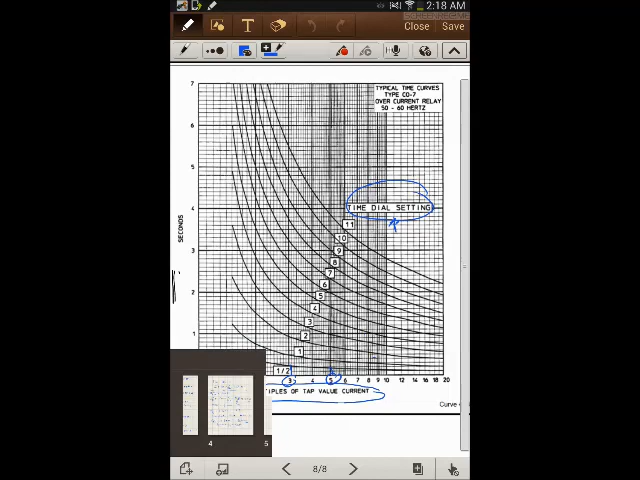 2:18 AM
Close
Save
7
TYPICAL TIME CURVES
TYPE CO-7
OVER CURRENT RELAY
50 - 60 HERTZ
6
5
4
TIME DIAL SETTING
SECONDS
11
10
3
9
8
7
6
2
5
4
3
1
2
1
1/2
3 4 5 6 7 8 9 10 12 14 16 18 20
IPLES OF TAP VALUE CURRENT
Curve
4
8/8